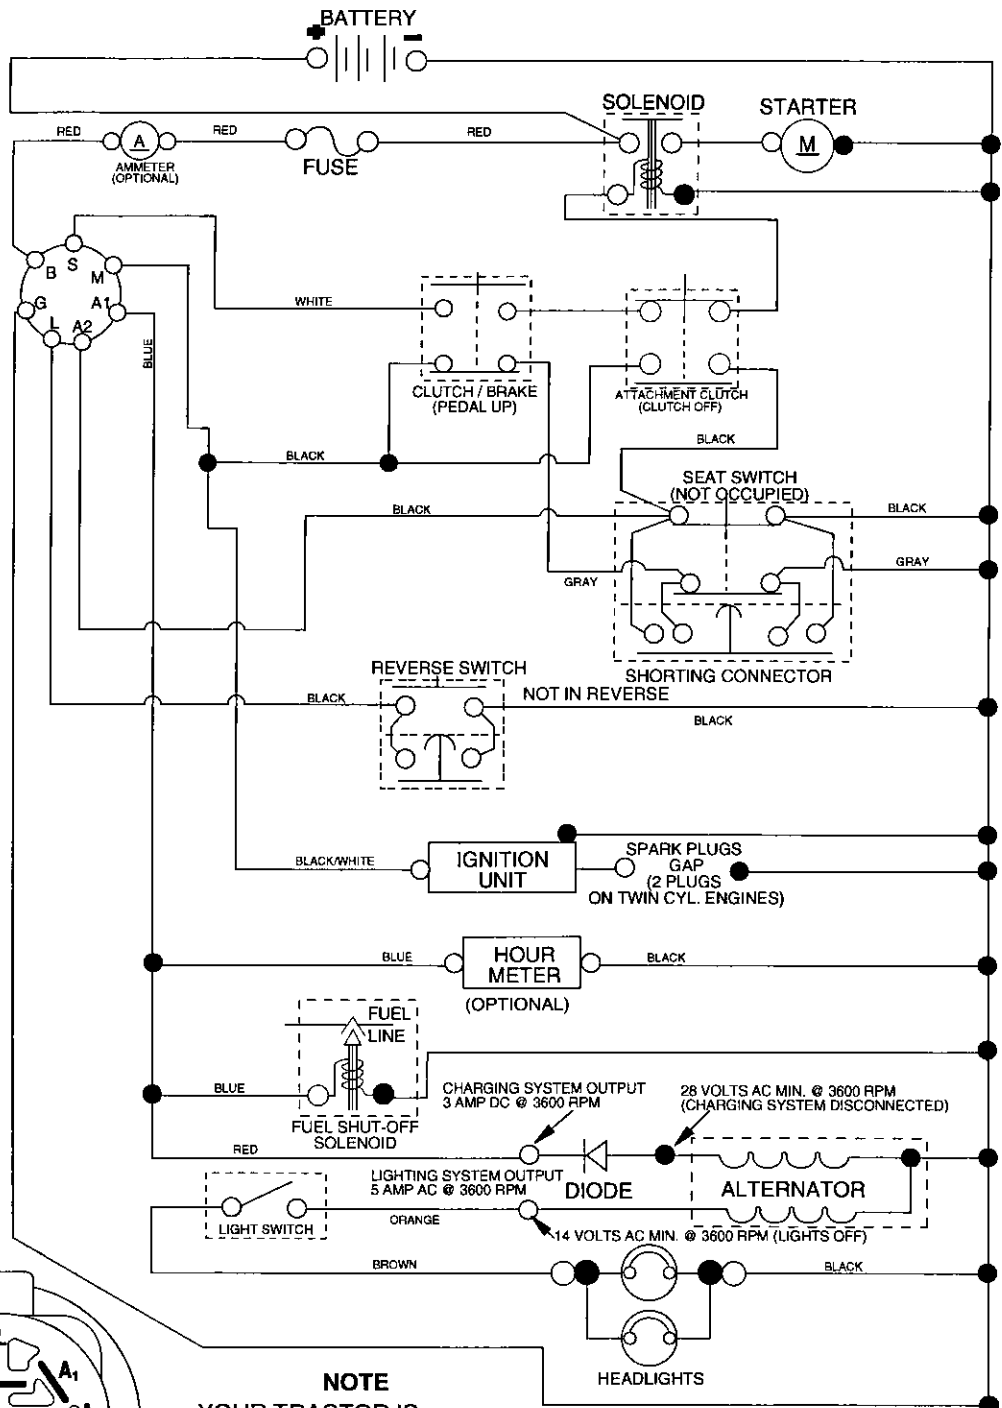 BATTERY
+ -
SOLENOID
STARTER
RED
A
RED
RED
M
AMMETER
(OPTIONAL)
FUSE
S
B
M
G
A1
L
A2
WHITE
BLUE
CLUTCH / BRAKE
(PEDAL UP)
ATTACHMENT CLUTCH
(CLUTCH OFF)
BLACK
BLACK
SEAT SWITCH
(NOT OCCUPIED)
BLACK
BLACK
GRAY
GRAY
REVERSE SWITCH
SHORTING CONNECTOR
BLACK
NOT IN REVERSE
BLACK
BLACK/WHITE
IGNITION
UNIT
SPARK PLUGS
GAP
(2 PLUGS
ON TWIN CYL. ENGINES)
BLUE
HOUR
METER
BLACK
(OPTIONAL)
FUEL
LINE
BLUE
CHARGING SYSTEM OUTPUT
3 AMP DC @ 3600 RPM
28 VOLTS AC MIN. @ 3600 RPM
(CHARGING SYSTEM DISCONNECTED)
FUEL SHUT-OFF
SOLENOID
RED
LIGHTING SYSTEM OUTPUT
5 AMP AC @ 3600 RPM
DIODE
ALTERNATOR
LIGHT SWITCH
ORANGE
14 VOLTS AC MIN. @ 3600 RPM (LIGHTS OFF)
BROWN
BLACK
HEADLIGHTS
A1
NOTE
YOUR TRACTOR IS